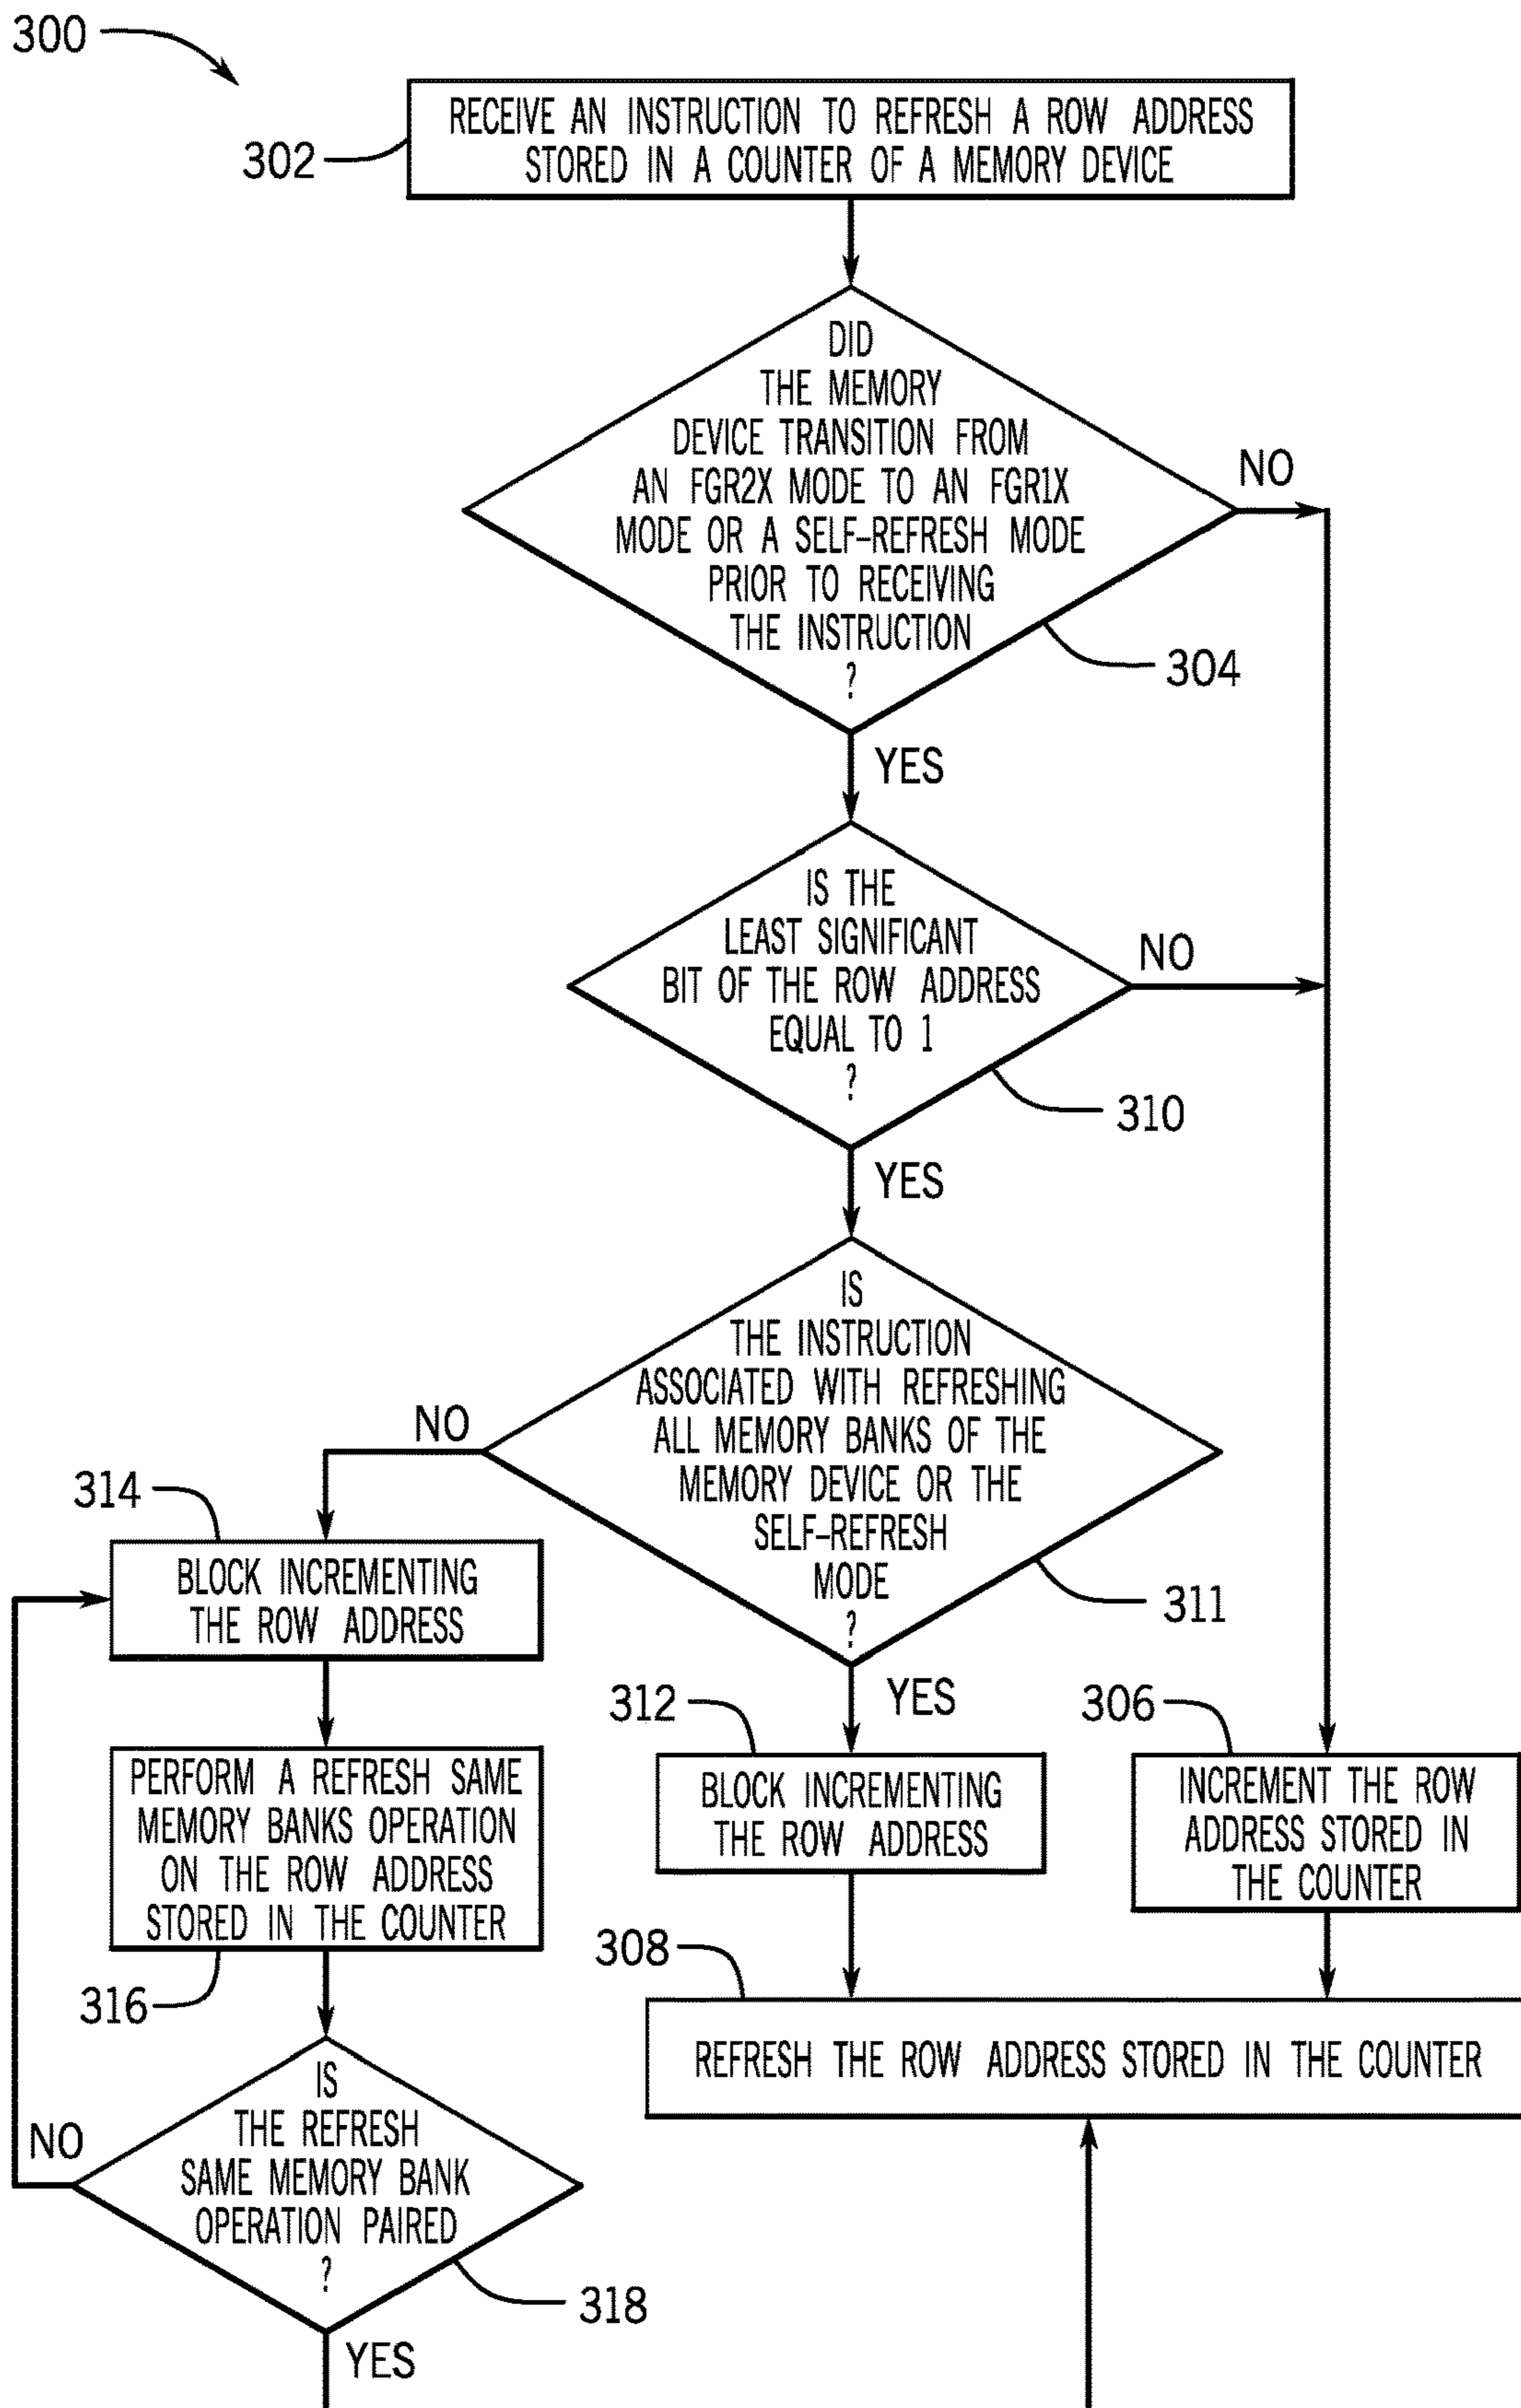 300
RECEIVE AN INSTRUCTION TO REFRESH A ROW ADDRESS
STORED IN A COUNTER OF A MEMORY DEVICE
302
DID
THE MEMORY
DEVICE TRANSITION FROM
AN FGR2X MODE TO AN FGR1X
MODE OR A SELF-REFRESH MODE
PRIOR TO RECEIVING
THE INSTRUCTION
?
NO
304
YES
IS THE
LEAST SIGNIFICANT
BIT OF THE ROW ADDRESS
EQUAL TO 1
?
NO
310
YES
IS
THE INSTRUCTION
ASSOCIATED WITH REFRESHING
ALL MEMORY BANKS OF THE
MEMORY DEVICE OR THE
SELF-REFRESH
MODE
?
NO
311
YES
314
BLOCK INCREMENTING
THE ROW ADDRESS
312
BLOCK INCREMENTING
THE ROW ADDRESS
306
INCREMENT THE ROW
ADDRESS STORED IN
THE COUNTER
PERFORM A REFRESH SAME
MEMORY BANKS OPERATION
ON THE ROW ADDRESS
STORED IN THE COUNTER
316
308
REFRESH THE ROW ADDRESS STORED IN THE COUNTER
IS
THE REFRESH
SAME MEMORY BANK
OPERATION PAIRED
?
NO
318
YES